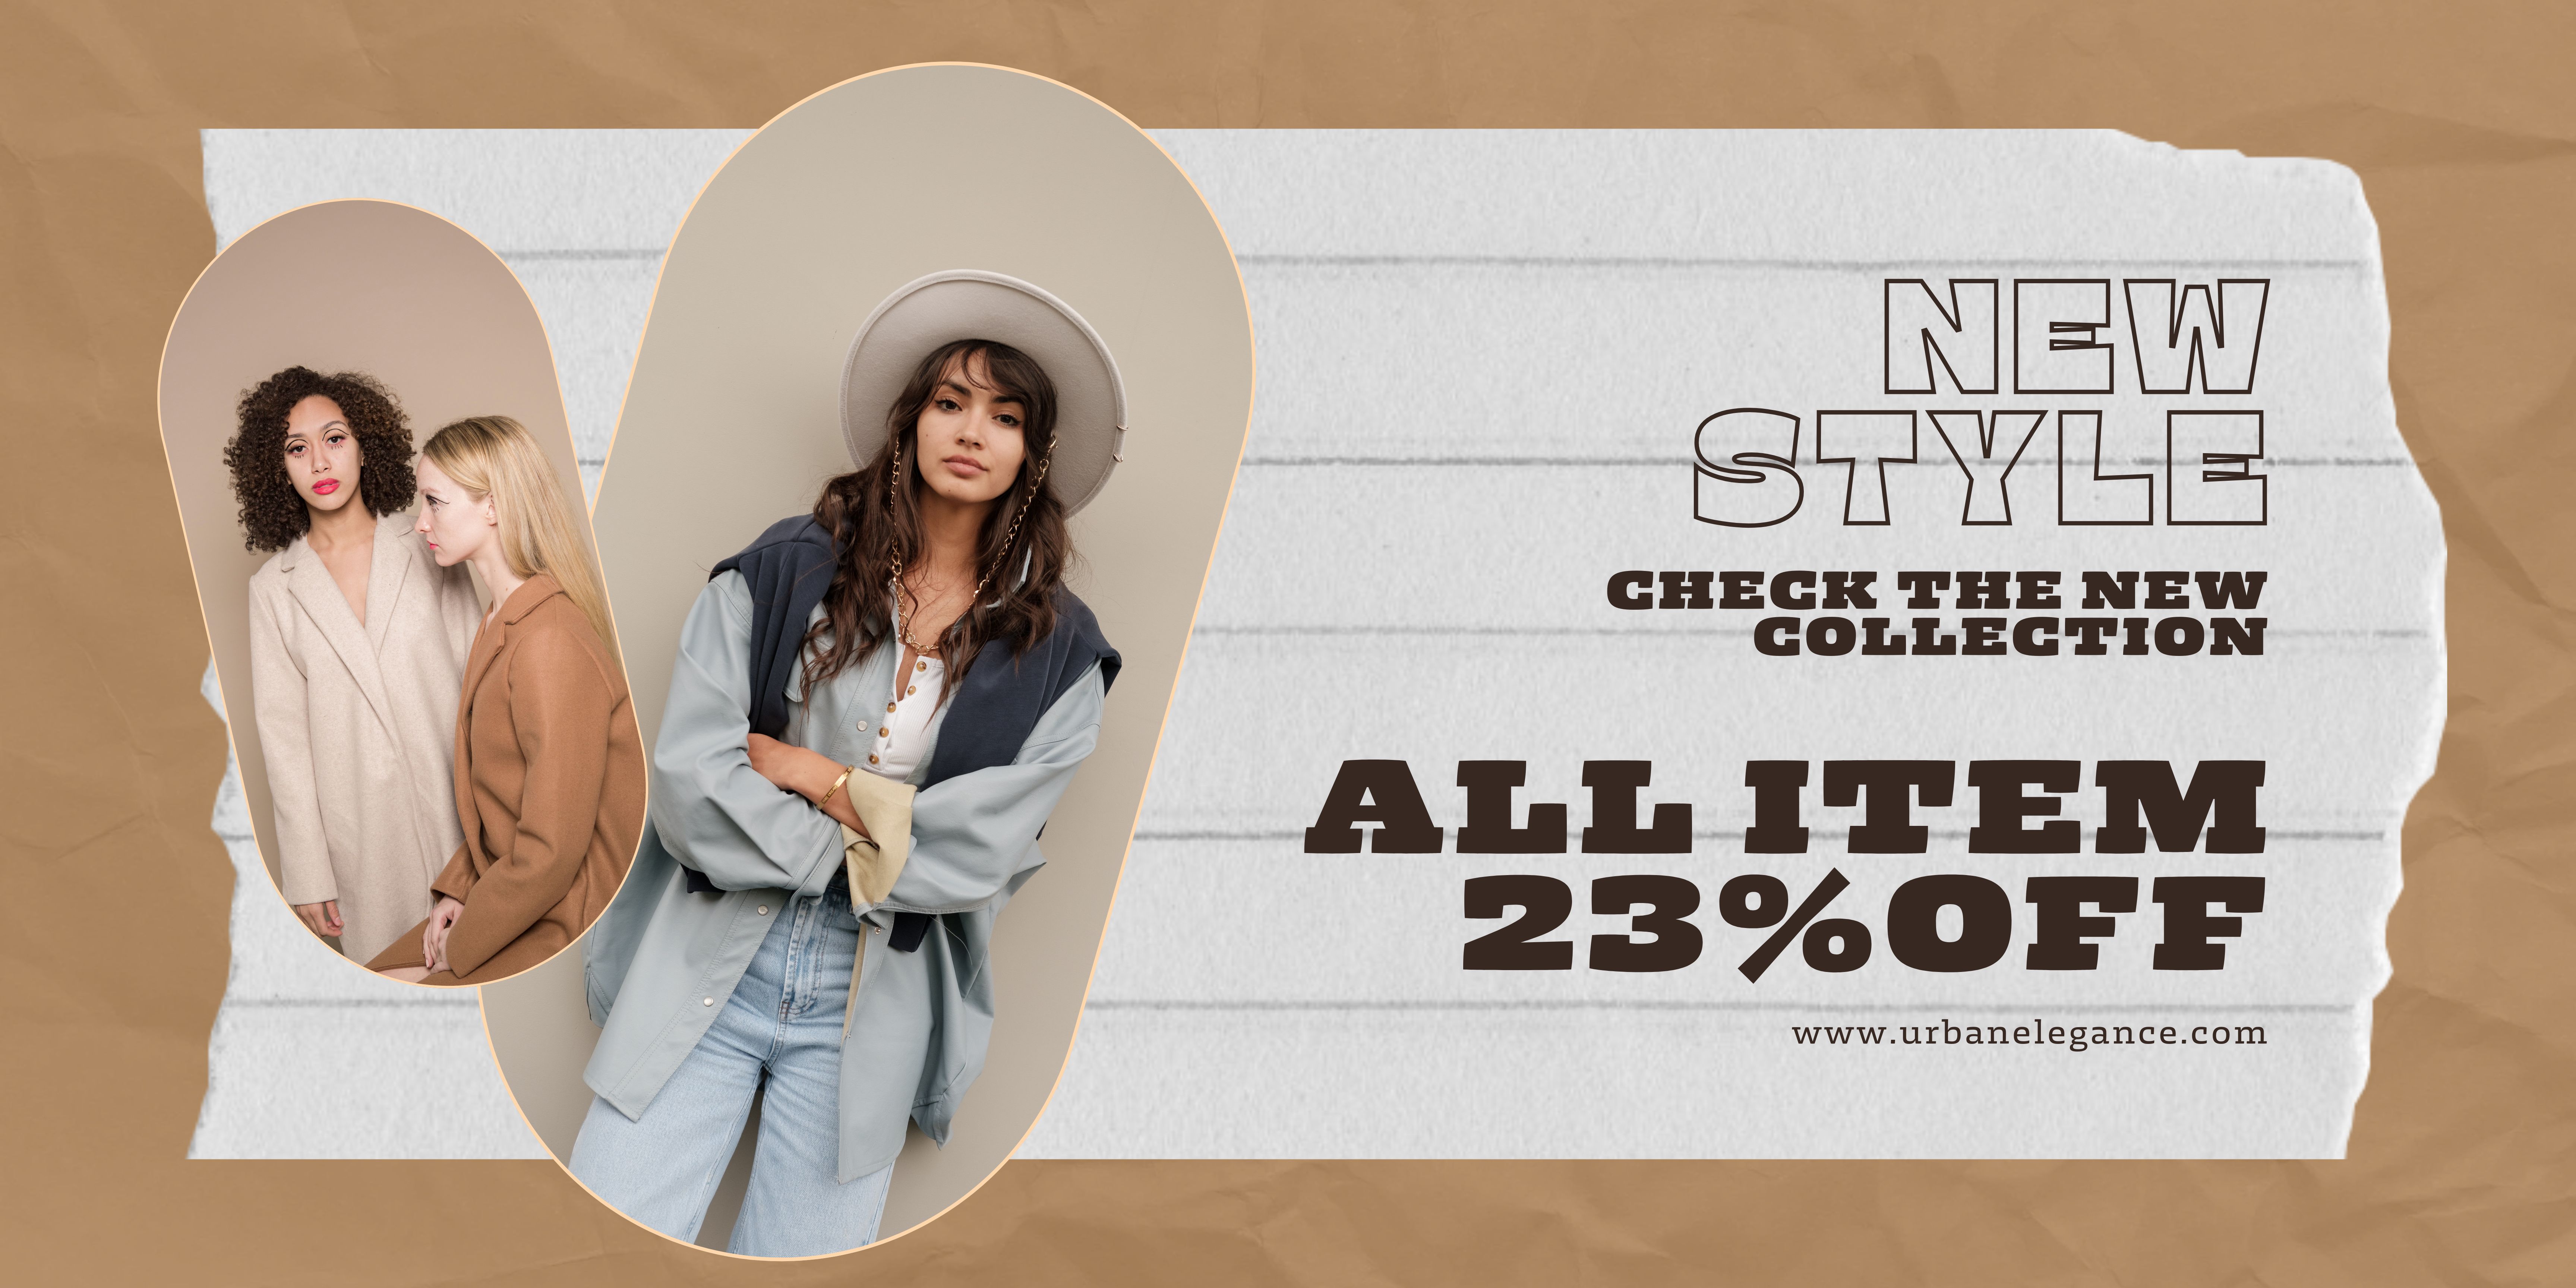 NEW
STYLE
CHECK THE NEW
COLLECTION
ALL ITEM
23%OFF
www.urbanelegance.com